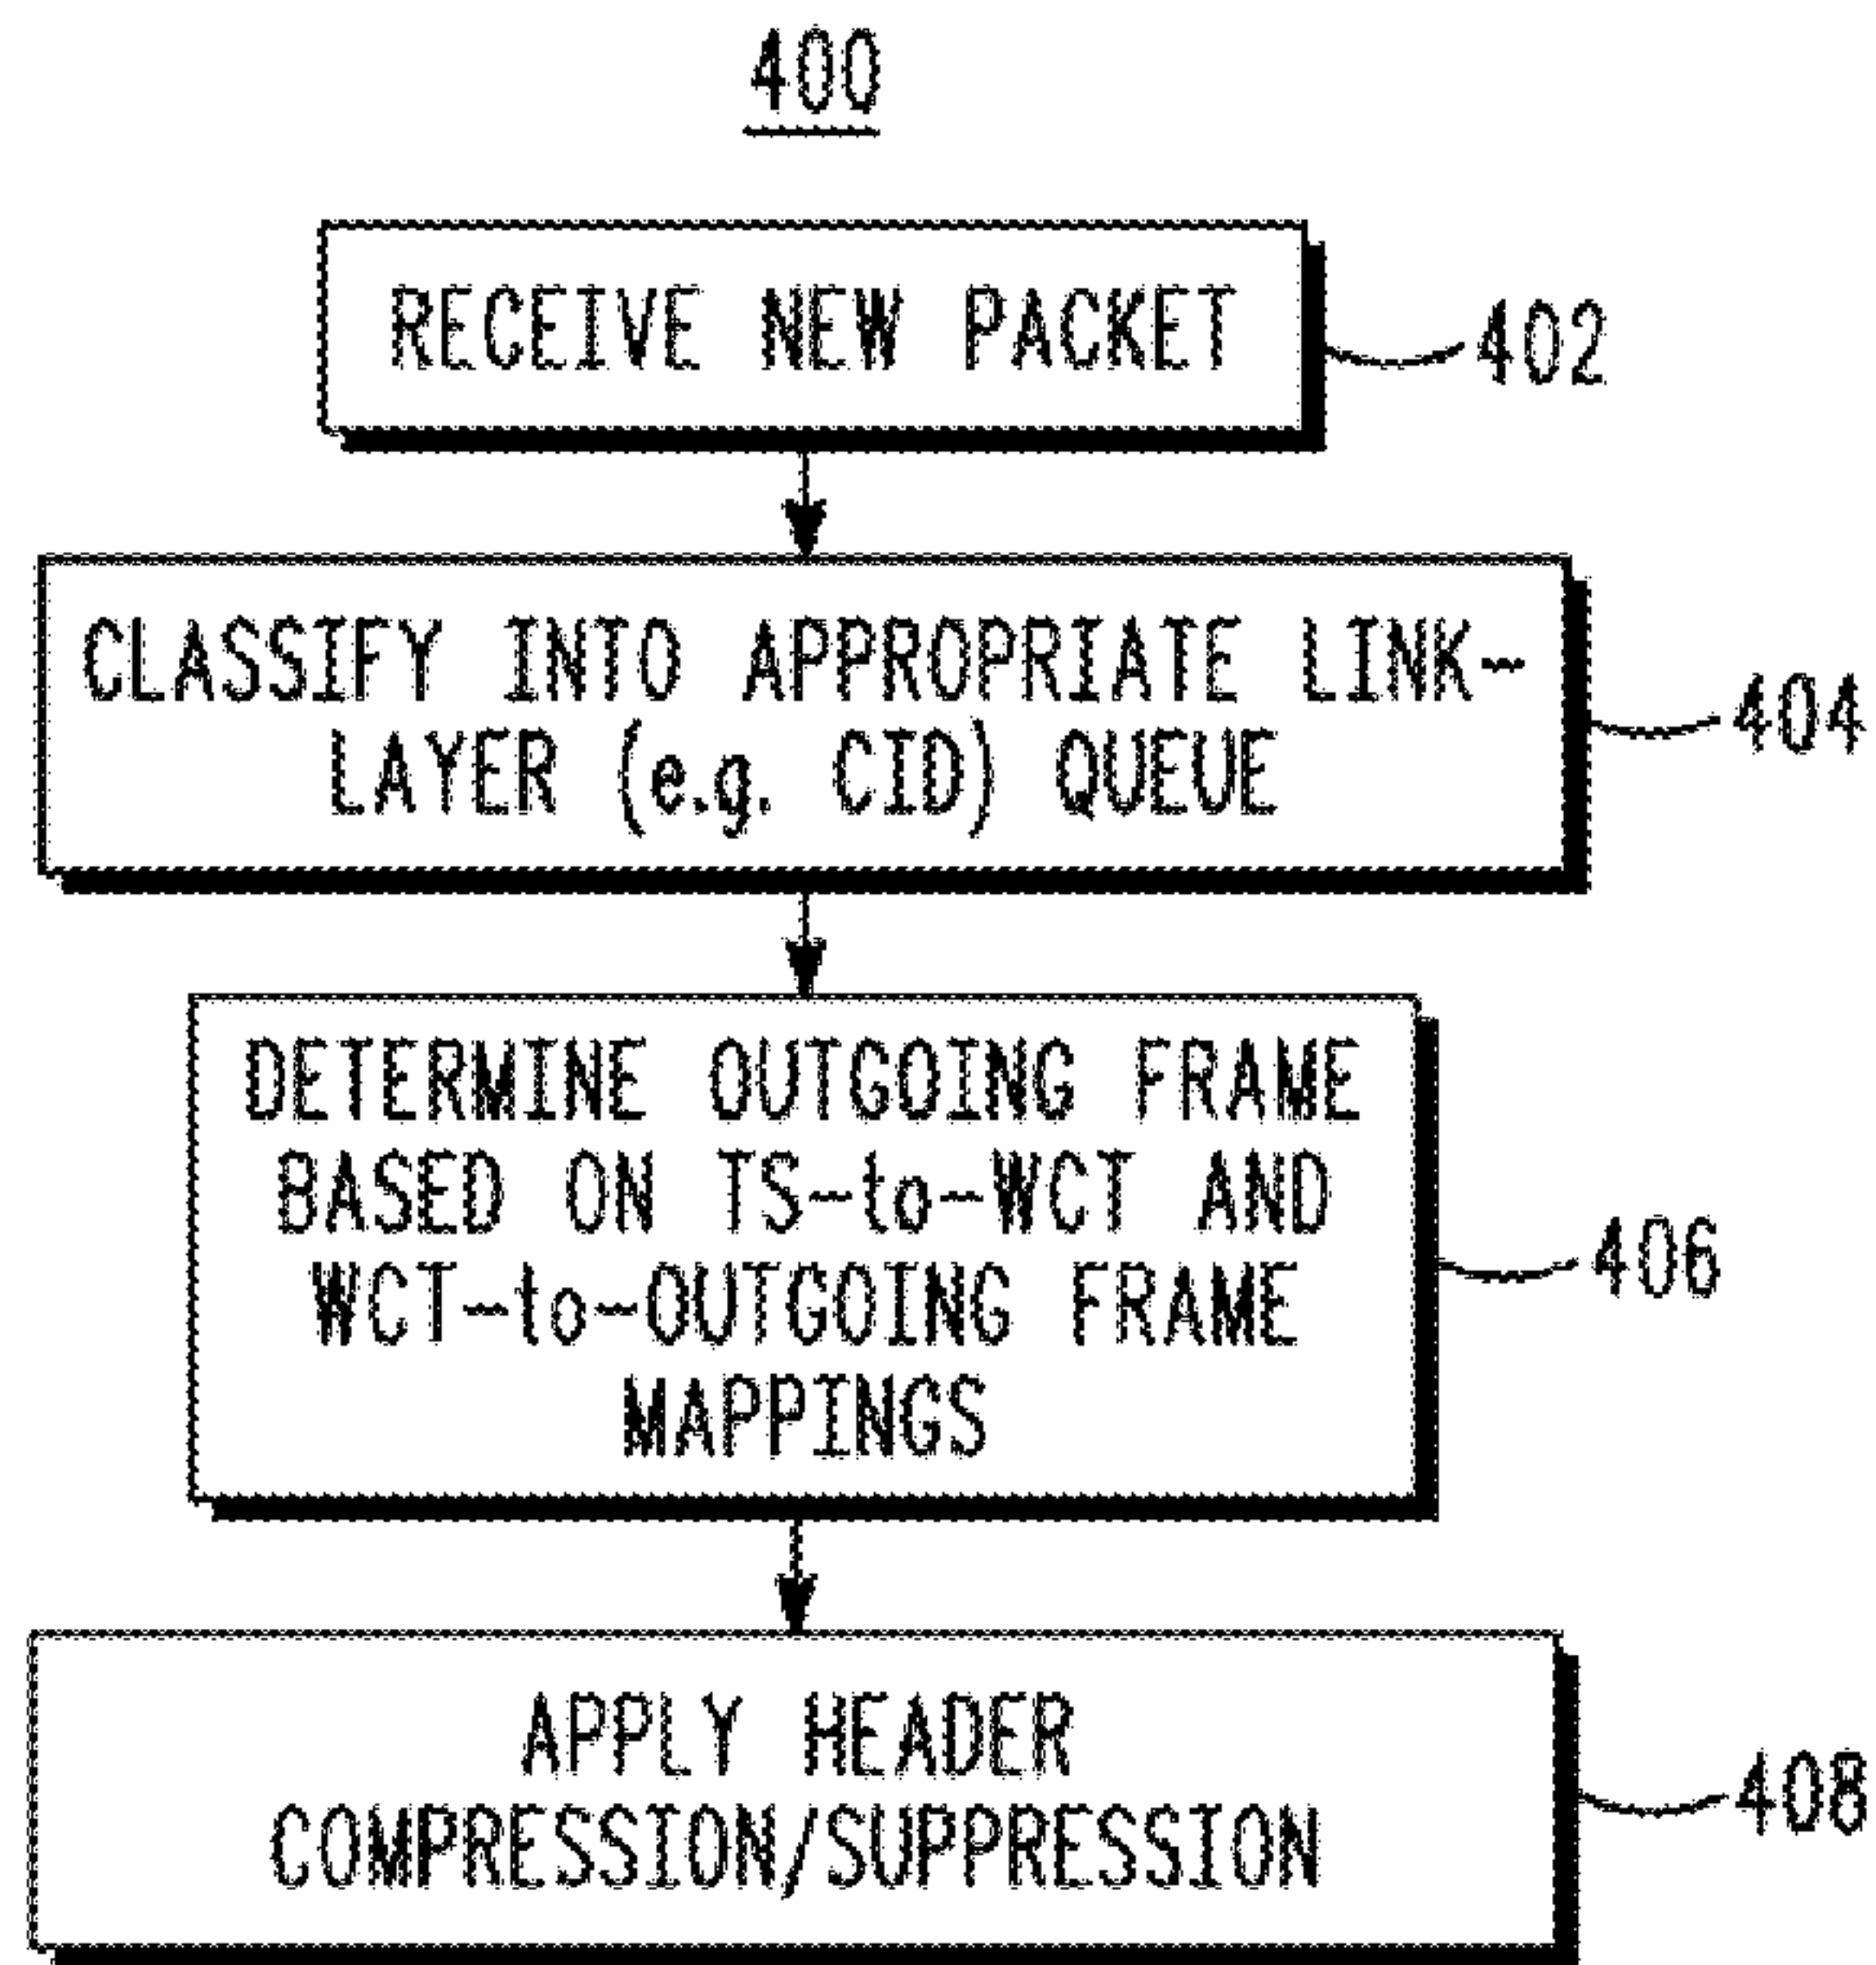 400
RECEIVE NEW PACKET
402
CLASSIFY INTO APPROPRIATE LINK-
LAYER (e.g. CID) QUEUE
404
DETERMINE OUTGOING FRAME
BASED ON TS-to-WCT AND
WCT-to-OUTGOING FRAME
MAPPINGS
406
APPLY HEADER
COMPRESSION/SUPPRESSION
408